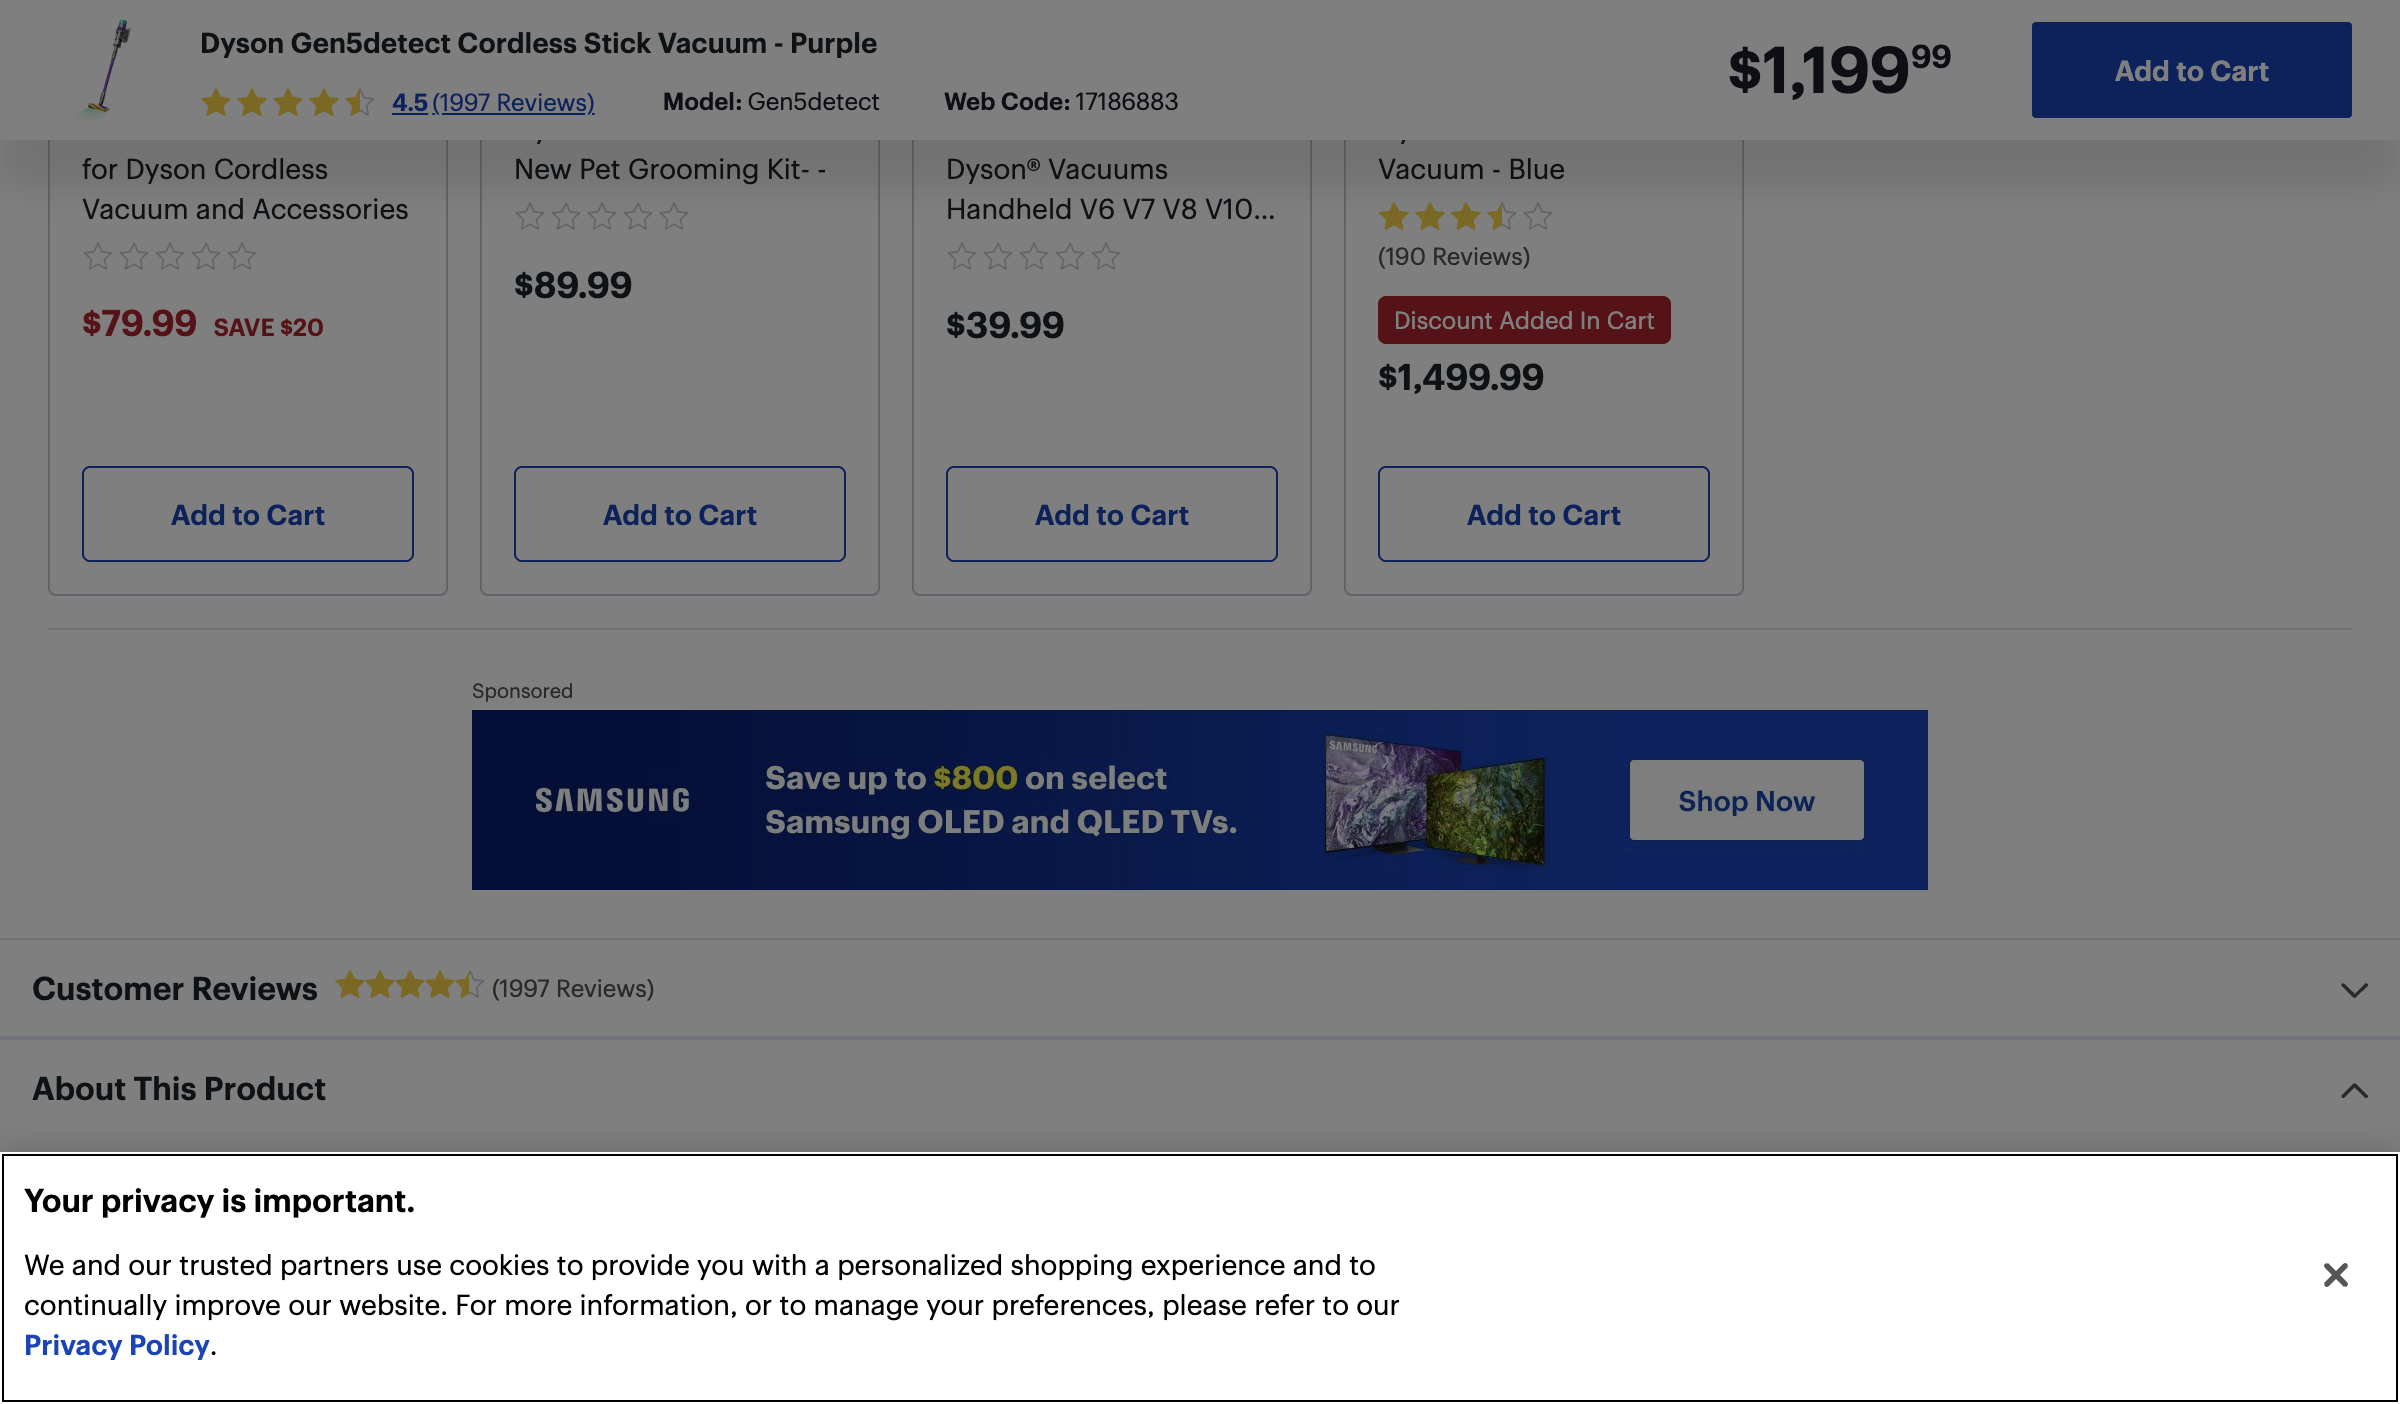 Dyson Gen5detect Cordless Stick Vacuum - Purple
4.5 (1997 Reviews) Model: Gen5detect Web Code: 17186883
$1,199.99
Add to Cart
for Dyson Cordless
Vacuum and Accessories
$79.99 SAVE $20
Add to Cart
New Pet Grooming Kit- -
$89.99
Add to Cart
Dyson® Vacuums
Handheld V6 V7 V8 V10...
$39.99
Add to Cart
Vacuum - Blue
(190 Reviews)
Discount Added In Cart
$1,499.99
Add to Cart
Sponsored
SAMSUNG
Save up to $800 on select
Samsung OLED and QLED TVs.
SAMSUNG
Shop Now
Customer Reviews (1997 Reviews)
About This Product
Your privacy is important.
We and our trusted partners use cookies to provide you with a personalized shopping experience and to
continually improve our website. For more information, or to manage your preferences, please refer to our
Privacy Policy.